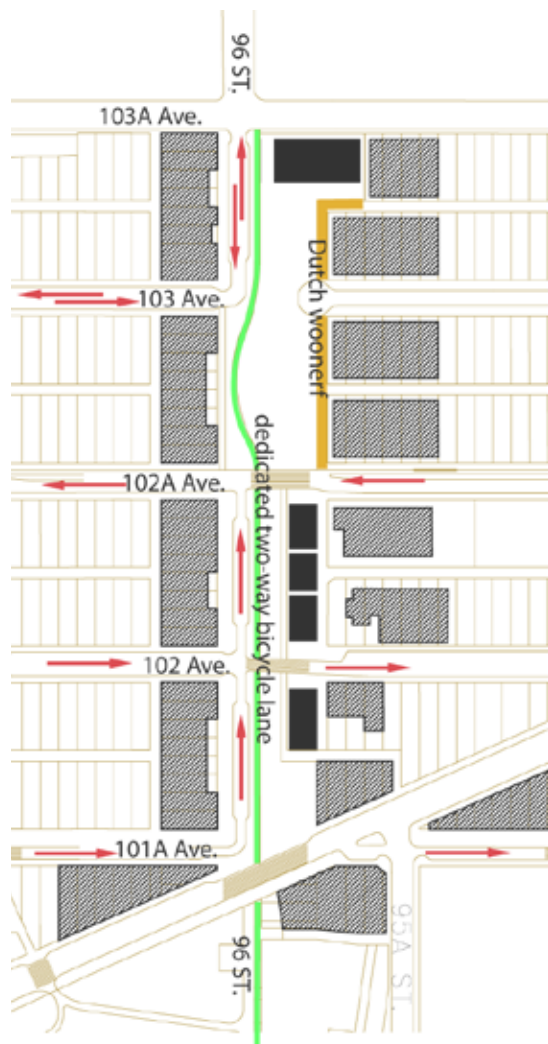 96 ST.
103A Ave.
Dutch woonerf
103 Ave.
dedicated two-way bicycle lane
102A Ave.
102 Ave.
101A Ave.
95A ST.
96 ST.